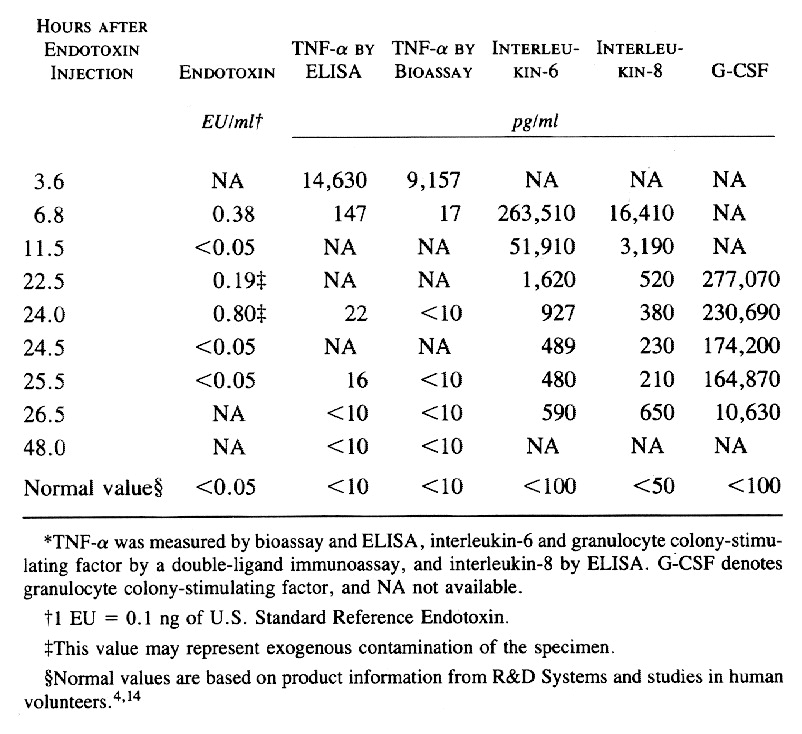 HOURS AFTER
ENDOTOXIN TNF-α BY TNF-α BY INTERLEU- INTERLEU-
INJECTION ENDOTOXIN ELISA BIOASSAY KIN-6 KIN-8 G-CSF
EU/ml† pg/ml
3.6 NA 14,630 9,157 NA NA NA
6.8 0.38 147 17 263,510 16,410 NA
11.5 <0.05 NA NA 51,910 3,190 NA
22.5 0.19‡ NA NA 1,620 520 277,070
24.0 0.80‡ 22 <10 927 380 230,690
24.5 <0.05 NA NA 489 230 174,200
25.5 <0.05 16 <10 480 210 164,870
26.5 NA <10 <10 590 650 10,630
48.0 NA <10 <10 NA NA NA
Normal value§ <0.05 <10 <10 <100 <50 <100
*TNF-α was measured by bioassay and ELISA, interleukin-6 and granulocyte colony-stimu-
lating factor by a double-ligand immunoassay, and interleukin-8 by ELISA. G-CSF denotes
granulocyte colony-stimulating factor, and NA not available.
†1 EU = 0.1 ng of U.S. Standard Reference Endotoxin.
‡This value may represent exogenous contamination of the specimen.
§Normal values are based on product information from R&D Systems and studies in human
volunteers.4,14